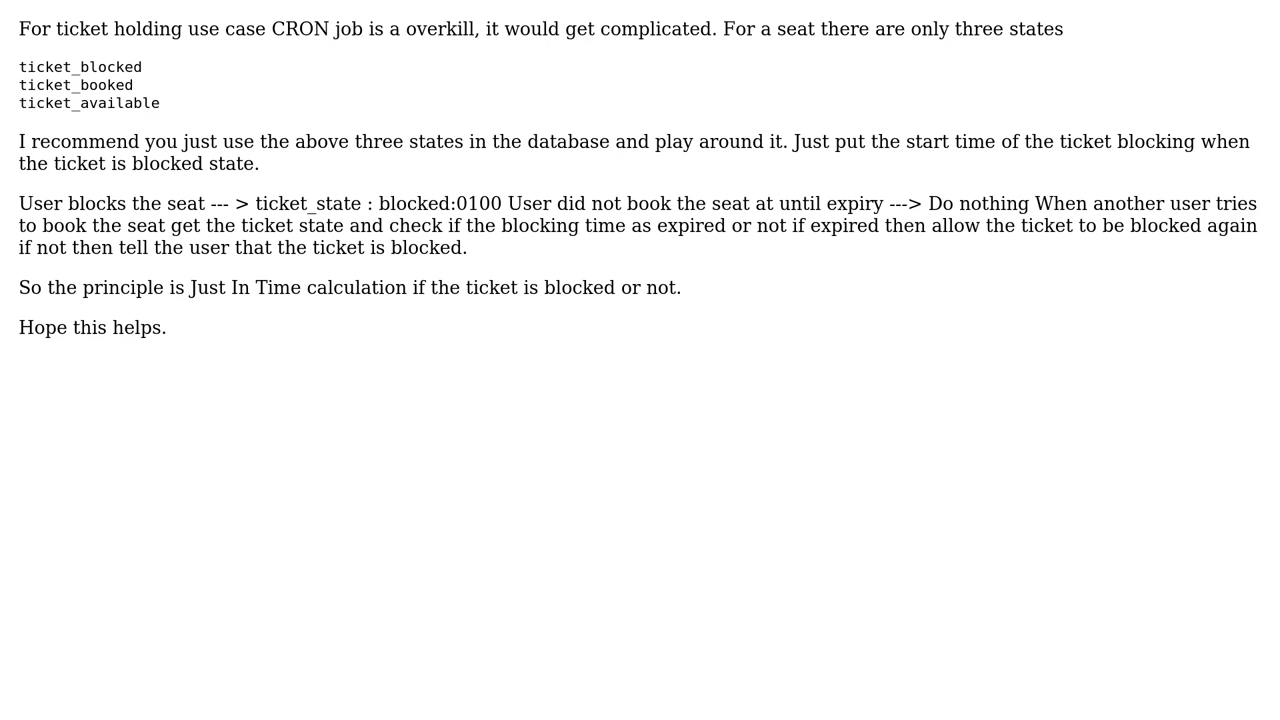 For ticket holding use case CRON job is a overkill, it would get complicated. For a seat there are only three states
ticket_blocked
ticket_booked
ticket_available
I recommend you just use the above three states in the database and play around it. Just put the start time of the ticket blocking when
the ticket is blocked state.
User blocks the seat --- > ticket_state : blocked:0100 User did not book the seat at until expiry ---> Do nothing When another user tries
to book the seat get the ticket state and check if the blocking time as expired or not if expired then allow the ticket to be blocked again
if not then tell the user that the ticket is blocked.
So the principle is Just In Time calculation if the ticket is blocked or not.
Hope this helps.